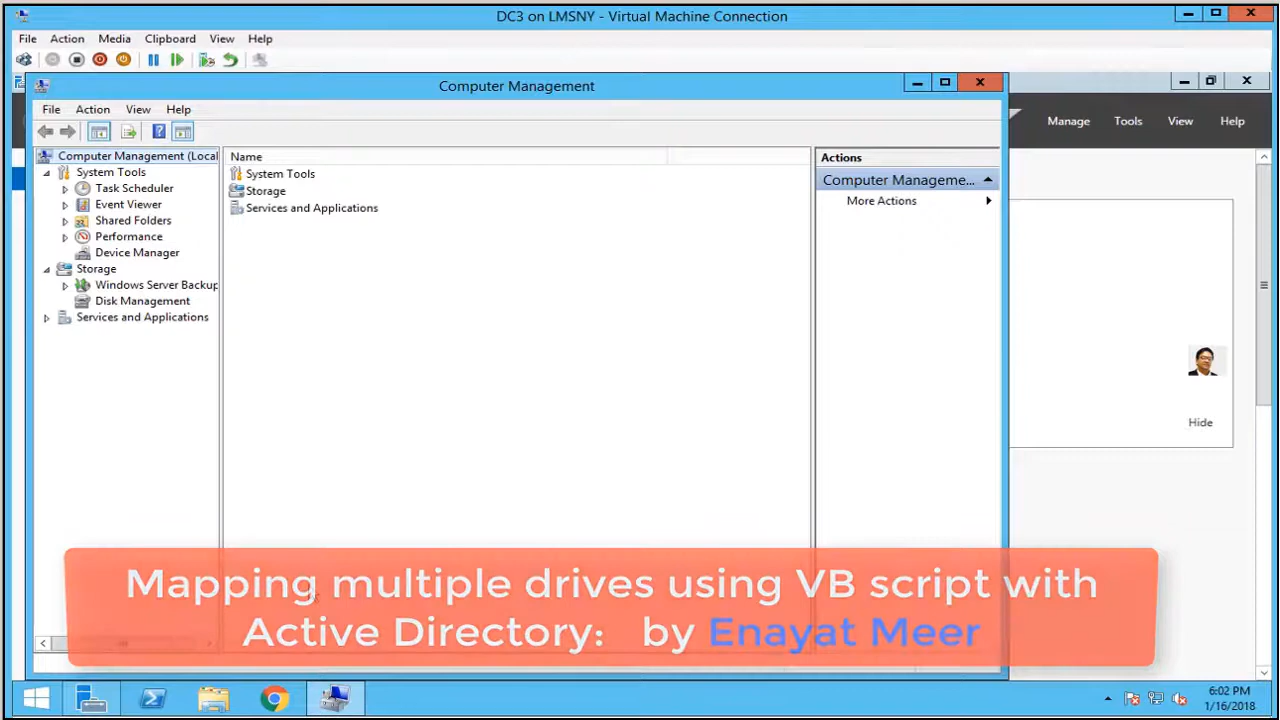 DC3 on LMSNY - Virtual Machine Connection
File Action Media Clipboard View Help
Computer Management
File Action View Help
Manage Tools View Help
Computer Management (Local
System Tools
Task Scheduler
Event Viewer
Shared Folders
Performance
Device Manager
Storage
Windows Server Backup
Disk Management
Services and Applications
Name
System Tools
Storage
Services and Applications
Actions
Computer Manageme...
More Actions
Hide
Mapping multiple drives using VB script with
Active Directory: by Enayat Meer
6:02 PM
1/16/2018